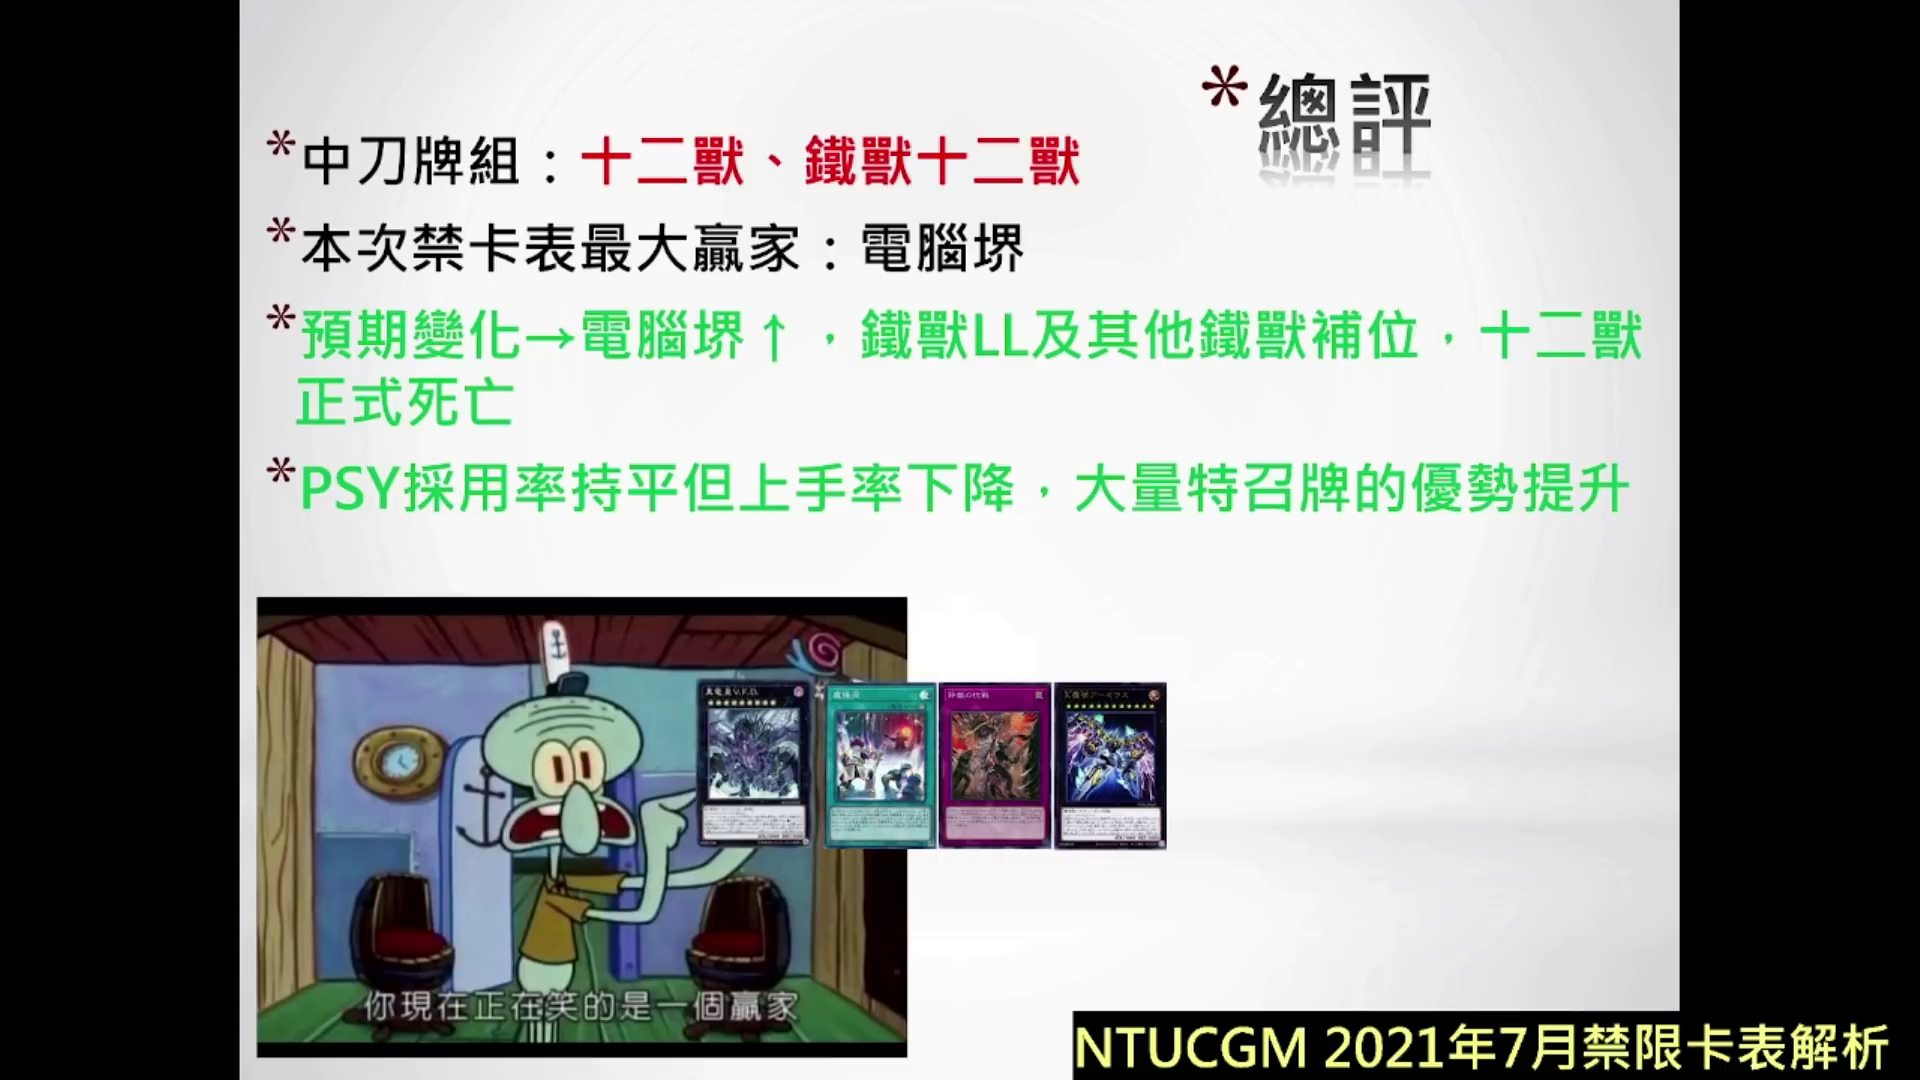 *總評
*中刀牌組：十二獸、鐵獸十二獸
*本次禁卡表最大贏家：電腦堺
*預期變化→電腦堺↑，鐵獸LL及其他鐵獸補位，十二獸
正式死亡
*PSY採用率持平但上手率下降，大量特召牌的優勢提升
真竜皇V.F.D.
你現在正在笑的是一個贏家
NTUCGM 2021年7月禁限卡表解析